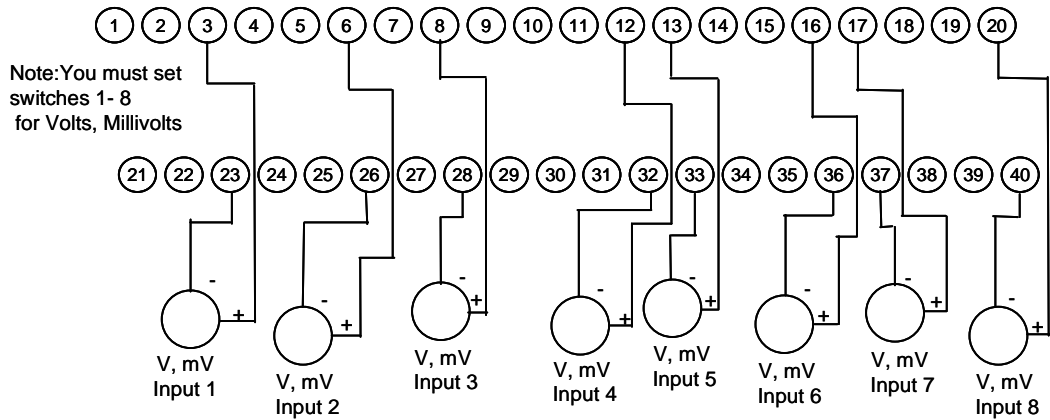 1 2 3 4 5 6 7 8 9 10 11 12 13 14 15 16 17 18 19 20
Note:You must set
switches 1- 8
for Volts, Millivolts
21 22 23 24 25 26 27 28 29 30 31 32 33 34 35 36 37 38 39 40
- + - + - + - + - + - + - + - +
V, mV
Input 1
V, mV
Input 2
V, mV
Input 3
V, mV
Input 4
V, mV
Input 5
V, mV
Input 6
V, mV
Input 7
V, mV
Input 8